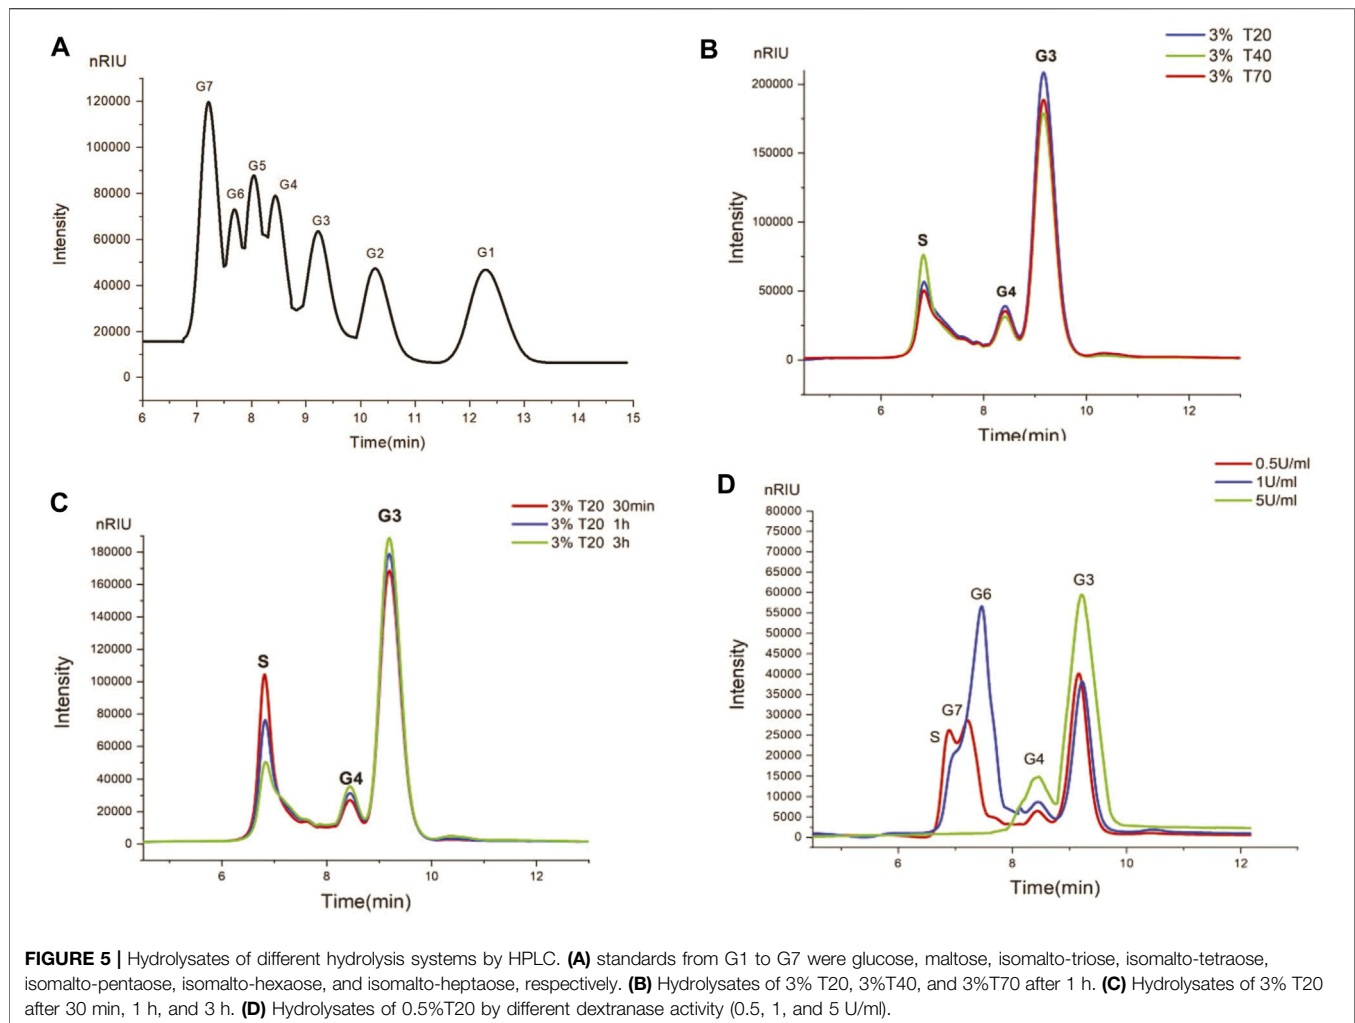 A
nRIU
G7
G6
G5
G4
G3
G2
G1
120000
100000
80000
60000
40000
20000
0
Intensity
6 7 8 9 10 11 12 13 14 15
Time(min)
B
nRIU
3% T20
3% T40
3% T70
G3
S
G4
200000
150000
100000
50000
0
Intensity
6 8 10 12
Time(min)
C
nRIU
3% T20 30min
3% T20 1h
3% T20 3h
G3
S
G4
180000
160000
140000
120000
100000
80000
60000
40000
20000
0
Intensity
6 8 10 12
Time(min)
D
nRIU
0.5U/ml
1U/ml
5U/ml
G6
G3
G7
S
G4
80000
75000
70000
65000
60000
55000
50000
45000
40000
35000
30000
25000
20000
15000
10000
5000
0
Intensity
6 8 10 12
Time(min)
FIGURE 5 | Hydrolysates of different hydrolysis systems by HPLC. (A) standards from G1 to G7 were glucose, maltose, isomalto-triose, isomalto-tetraose,
isomalto-pentaose, isomalto-hexaose, and isomalto-heptaose, respectively. (B) Hydrolysates of 3% T20, 3%T40, and 3%T70 after 1 h. (C) Hydrolysates of 3% T20
after 30 min, 1 h, and 3 h. (D) Hydrolysates of 0.5%T20 by different dextranase activity (0.5, 1, and 5 U/ml).